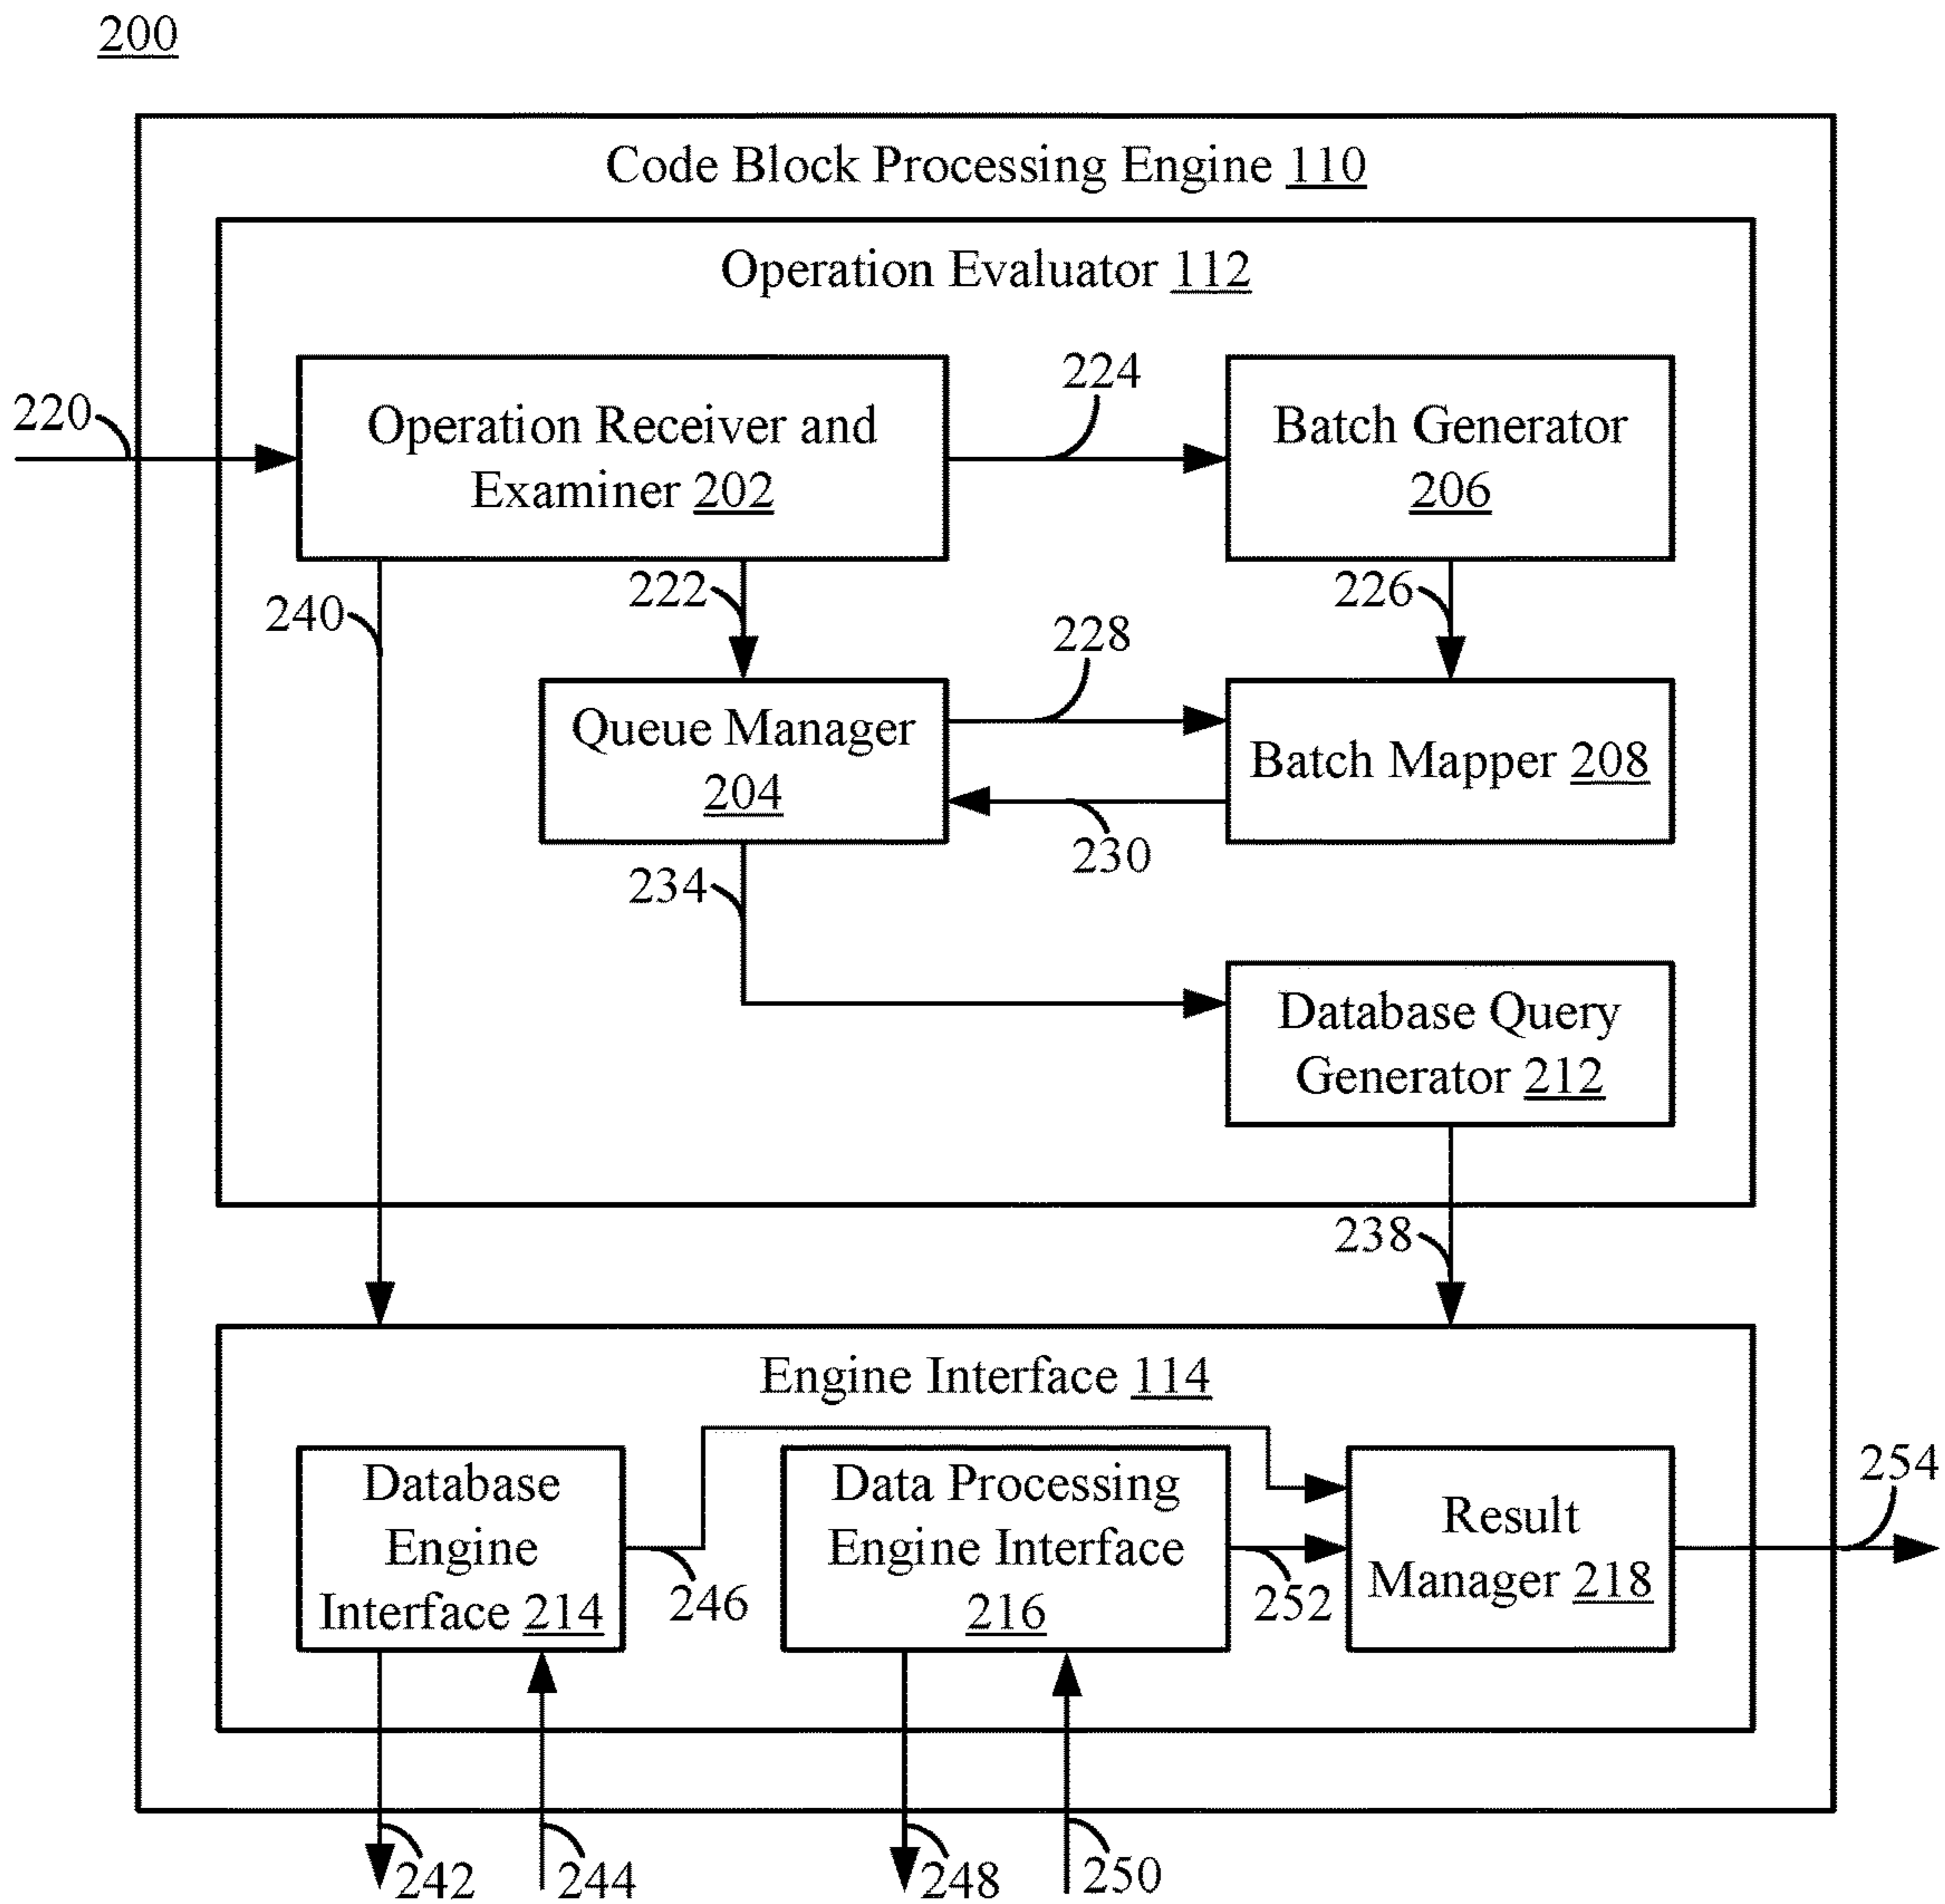 200
Code Block Processing Engine 110
Operation Evaluator 112
220
Operation Receiver and
Examiner 202
224
Batch Generator
206
240
222
226
Queue Manager
204
228
230
Batch Mapper 208
234
Database Query
Generator 212
238
Engine Interface 114
Database
Engine
Interface 214
246
Data Processing
Engine Interface
216
252
Result
Manager 218
254
242
244
248
250